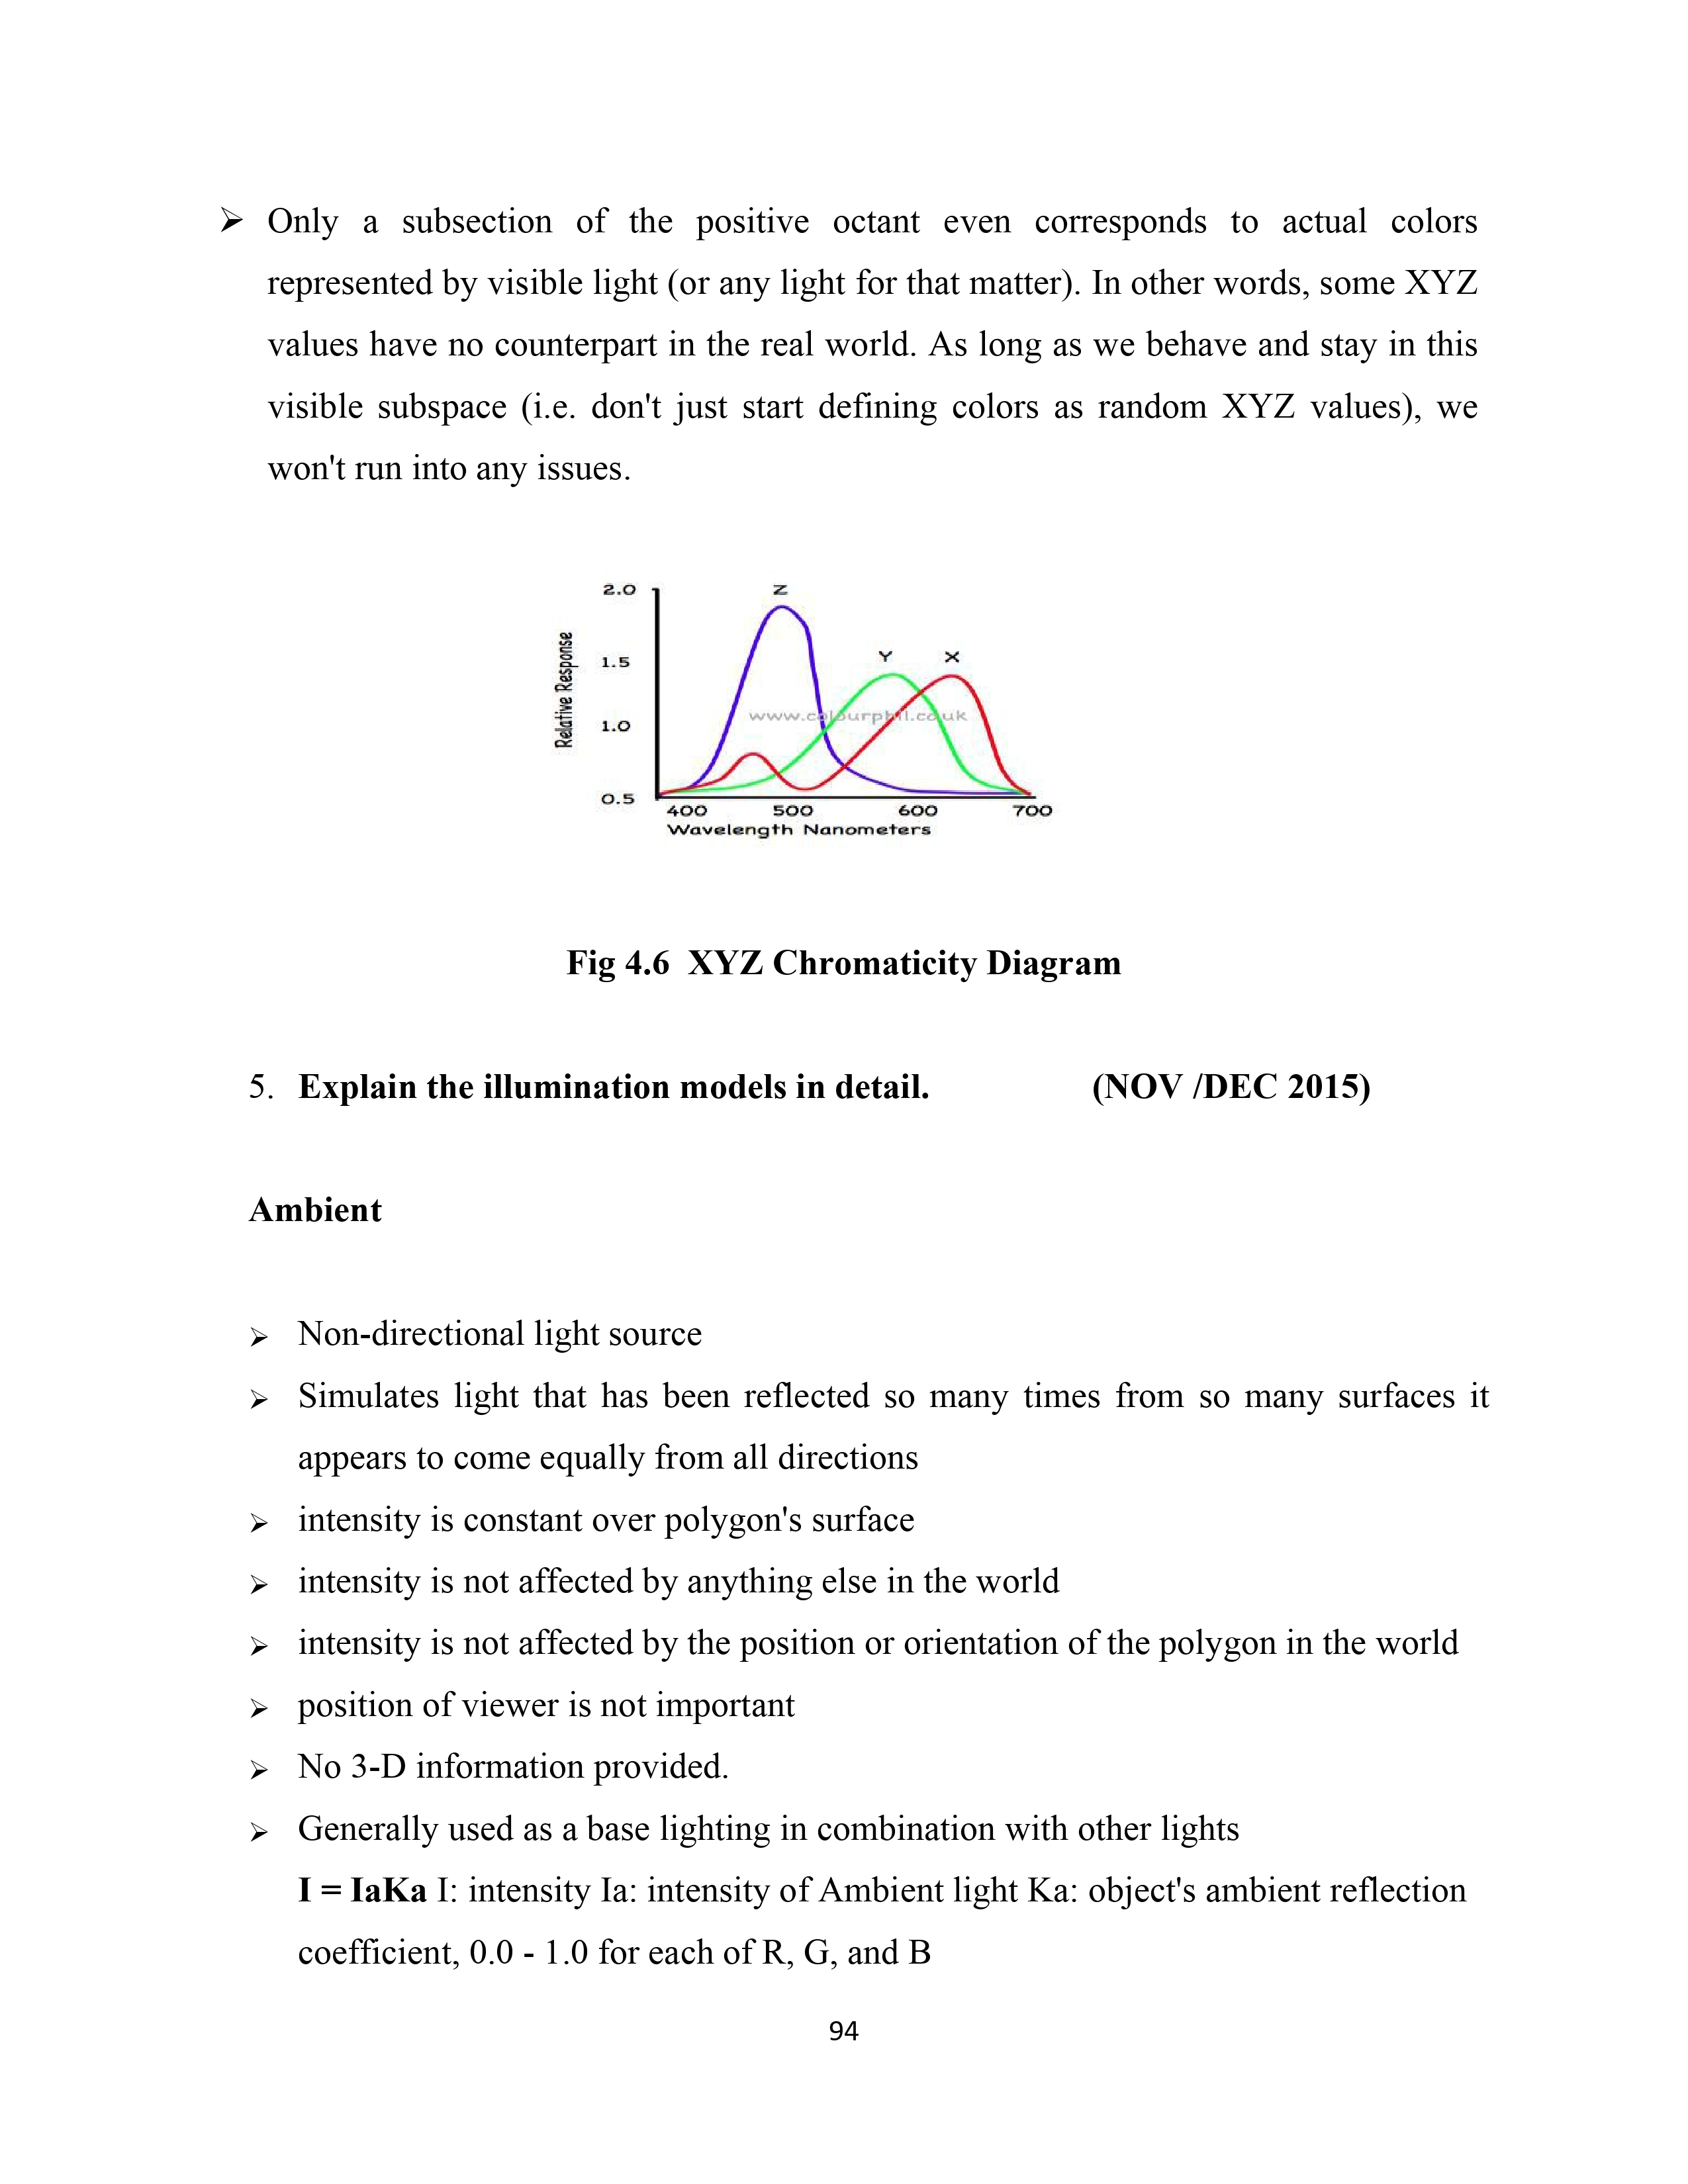 ➢ Only a subsection of the positive octant even corresponds to actual colors
represented by visible light (or any light for that matter). In other words, some XYZ
values have no counterpart in the real world. As long as we behave and stay in this
visible subspace (i.e. don't just start defining colors as random XYZ values), we
won't run into any issues.
2.0 Z
Relative Response
1.5 Y X
www.colourphil.co.uk
1.0
0.5
400 500 600 700
Wavelength Nanometers
Fig 4.6 XYZ Chromaticity Diagram
5. Explain the illumination models in detail. (NOV /DEC 2015)
Ambient
➢ Non-directional light source
➢ Simulates light that has been reflected so many times from so many surfaces it
appears to come equally from all directions
➢ intensity is constant over polygon's surface
➢ intensity is not affected by anything else in the world
➢ intensity is not affected by the position or orientation of the polygon in the world
➢ position of viewer is not important
➢ No 3-D information provided.
➢ Generally used as a base lighting in combination with other lights
I = IaKa I: intensity Ia: intensity of Ambient light Ka: object's ambient reflection
coefficient, 0.0 - 1.0 for each of R, G, and B
94